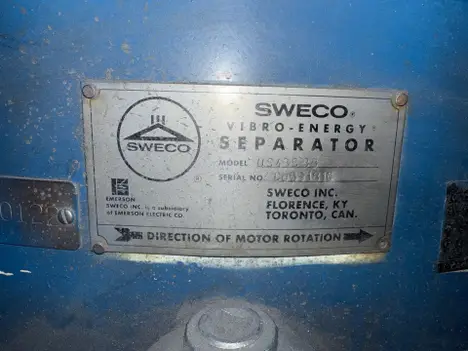 SWECO
®
EMERSON
SWECO INC. is a subsidiary
of EMERSON ELECTRIC CO.
SWECO®
VIBRO-ENERGY
SEPARATOR
MODEL
SERIAL NO.
SWECO INC.
FLORENCE, KY
TORONTO, CAN.
DIRECTION OF MOTOR ROTATION